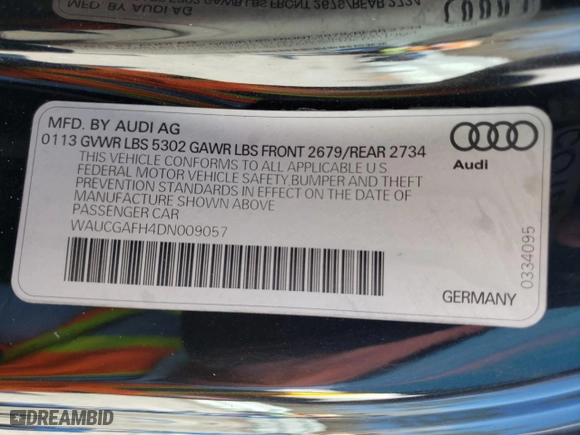 MFD. BY AUDI AG
0113 GVWR LBS 5302 GAWR LBS FRONT 2679/REAR 2734
THIS VEHICLE CONFORMS TO ALL APPLICABLE U S
FEDERAL MOTOR VEHICLE SAFETY,BUMPER AND THEFT
PREVENTION STANDARDS IN EFFECT ON THE DATE OF
MANUFACTURE SHOWN ABOVE
PASSENGER CAR
WAUCGAFH4DN009057
Audi
0334095
GERMANY
DREAMBID